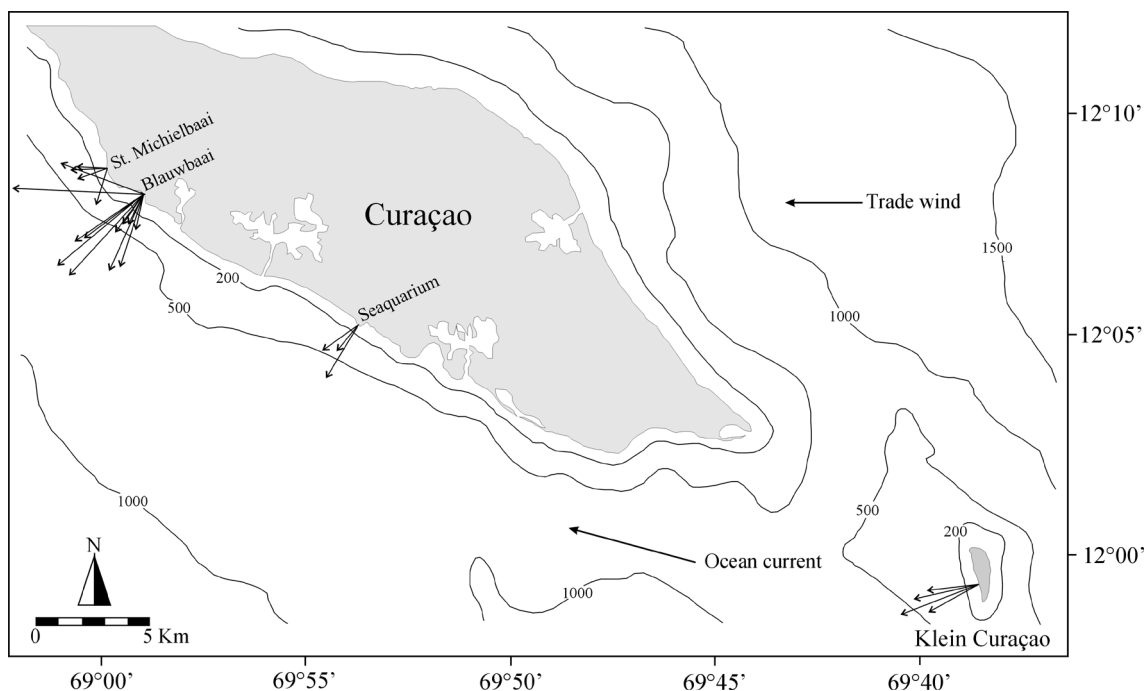 St. Michielbaai
Blauwbaai
Curaçao
Seaquarium
Trade wind
200
500
1000
1500
1000
500
200
1000
Ocean current
Klein Curaçao
N
0 5 Km
12°10’
12°05’
12°00’
69°00’ 69°55’ 69°50’ 69°45’ 69°40’